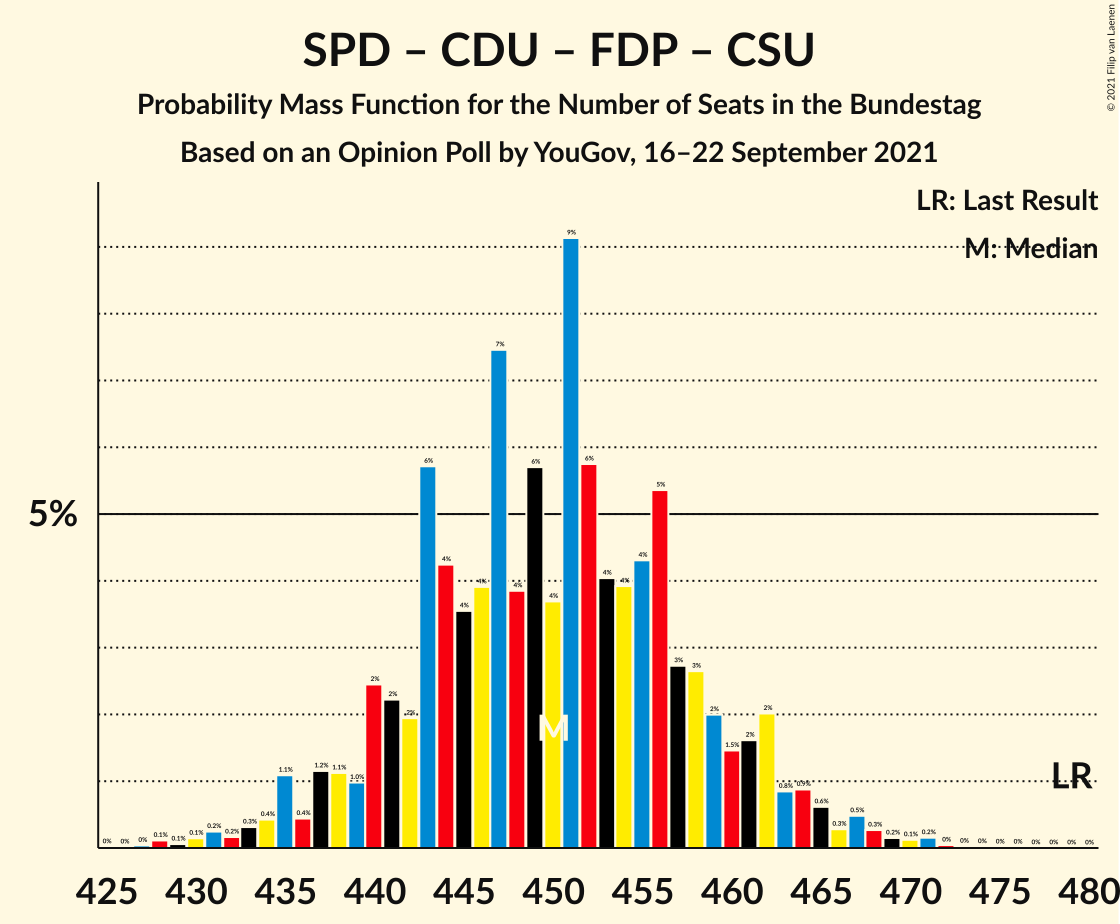 SPD – CDU – FDP – CSU
Probability Mass Function for the Number of Seats in the Bundestag
Based on an Opinion Poll by YouGov, 16–22 September 2021
© 2021 Filip van Laenen
LR: Last Result
M: Median
5%
0% 0% 0% 0.1% 0.1% 0.1% 0.2% 0.2% 0.3% 0.4% 1.1% 0.4% 1.2% 1.1% 1.0% 2% 2% 2% 6% 4% 4% 4% 7% 4% 6% 4% 9% 6% 4% 4% 4% 5% 3% 3% 2% 1.5% 2% 2% 0.8% 0.9% 0.6% 0.3% 0.5% 0.3% 0.2% 0.1% 0.2% 0% 0% 0% 0% 0% 0% 0% 0% 0%
M
LR
425 430 435 440 445 450 455 460 465 470 475 480